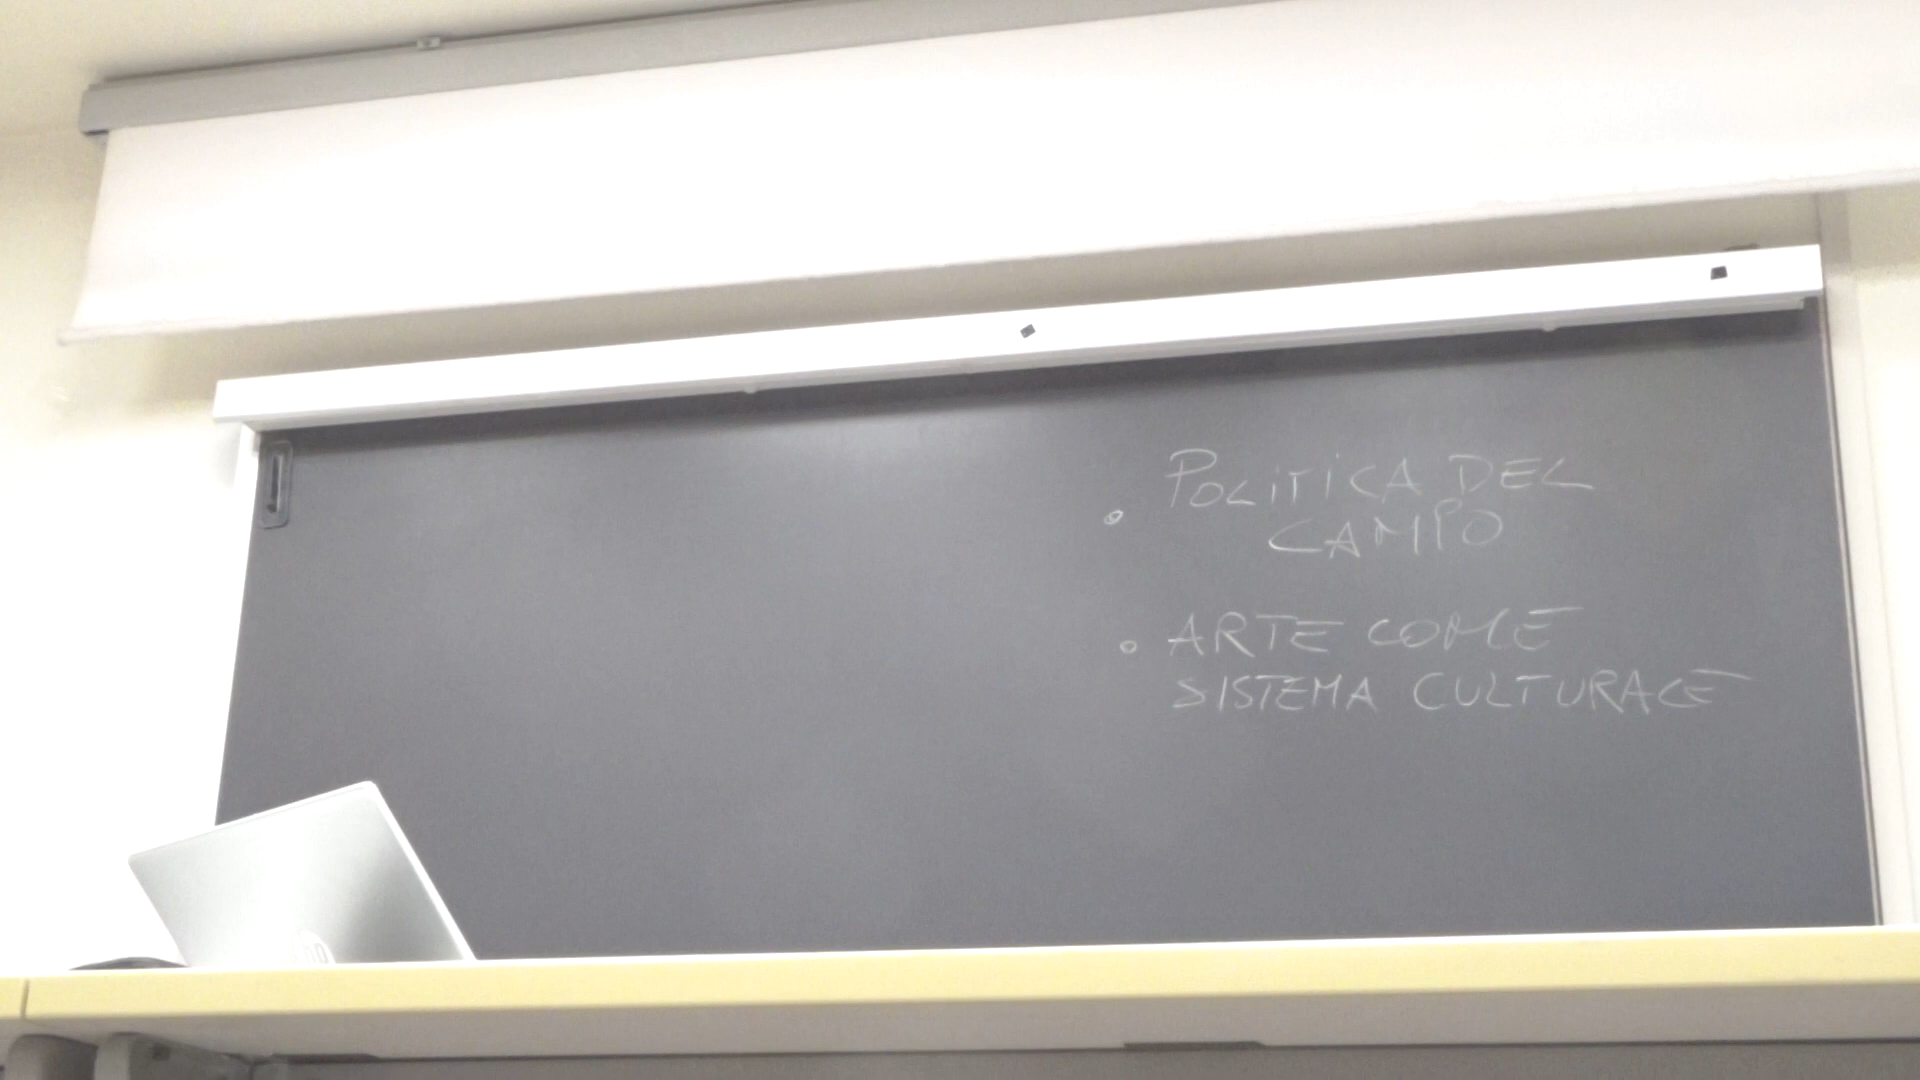 • POLITICA DEL
CAMPO
• ARTE COME
SISTEMA CULTURALE